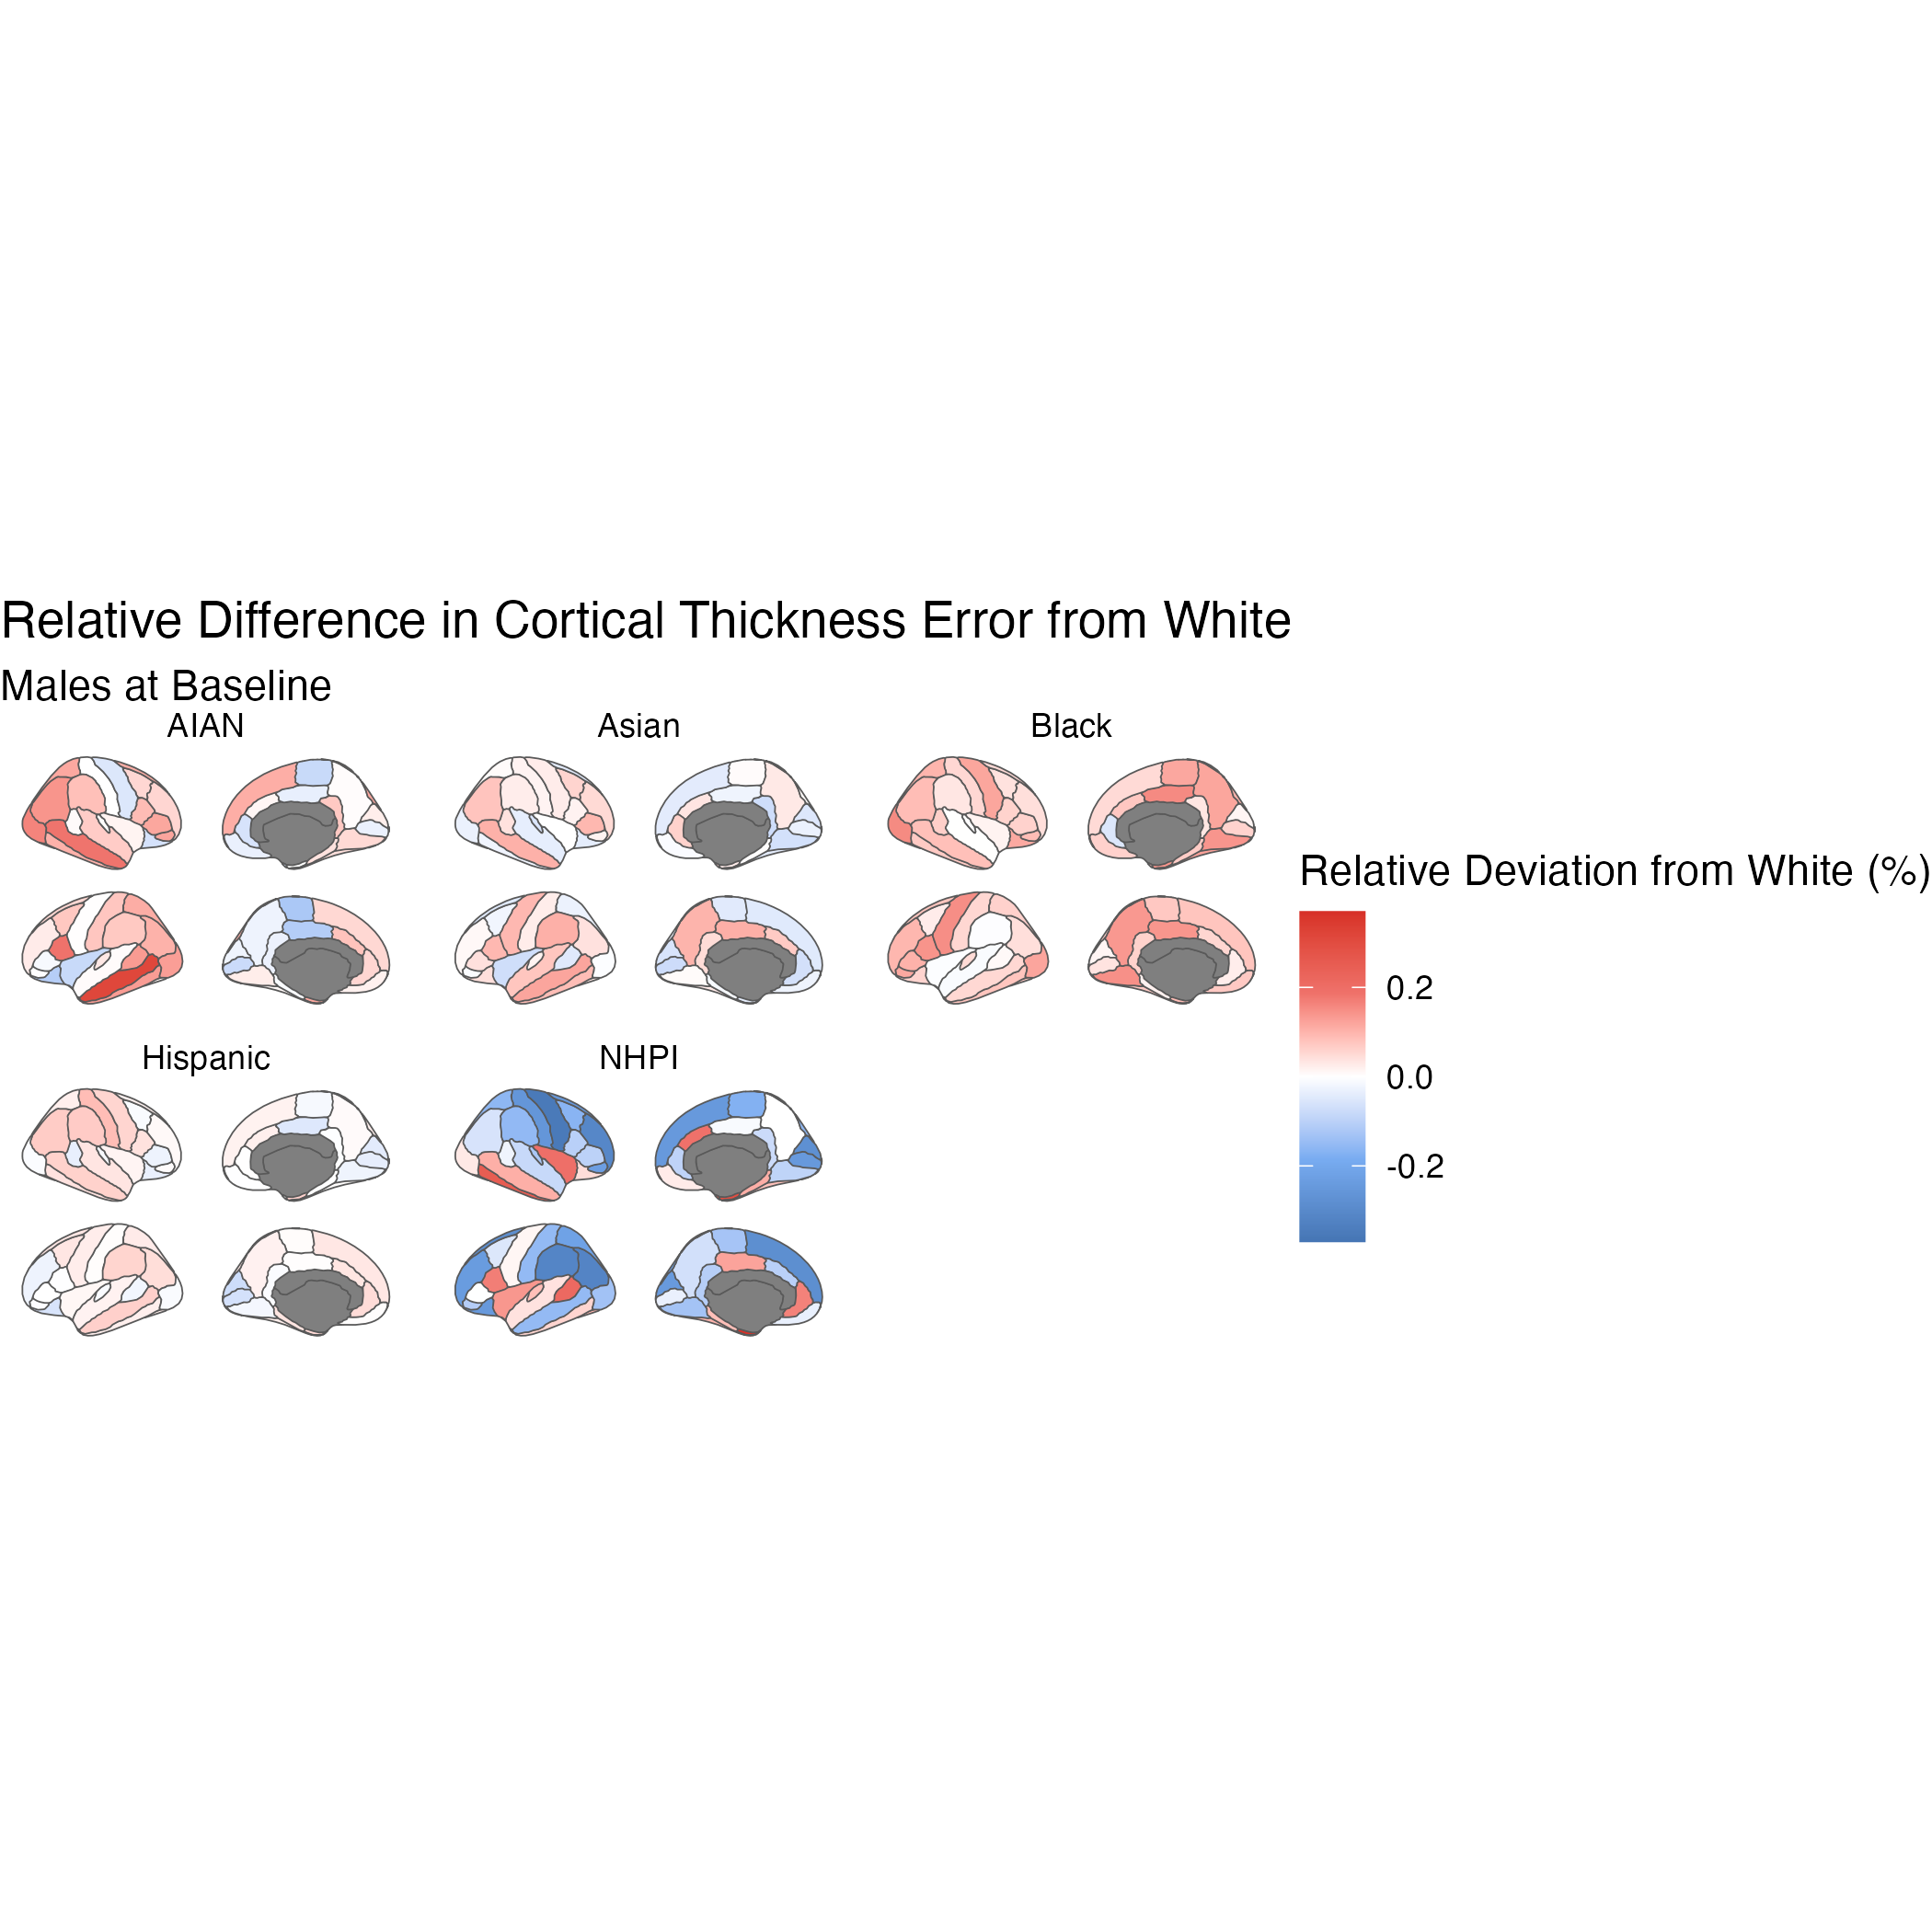 Relative Difference in Cortical Thickness Error from White
Males at Baseline
AIAN
Asian
Black
Hispanic
NHPI
Relative Deviation from White (%)
0.2
0.0
-0.2